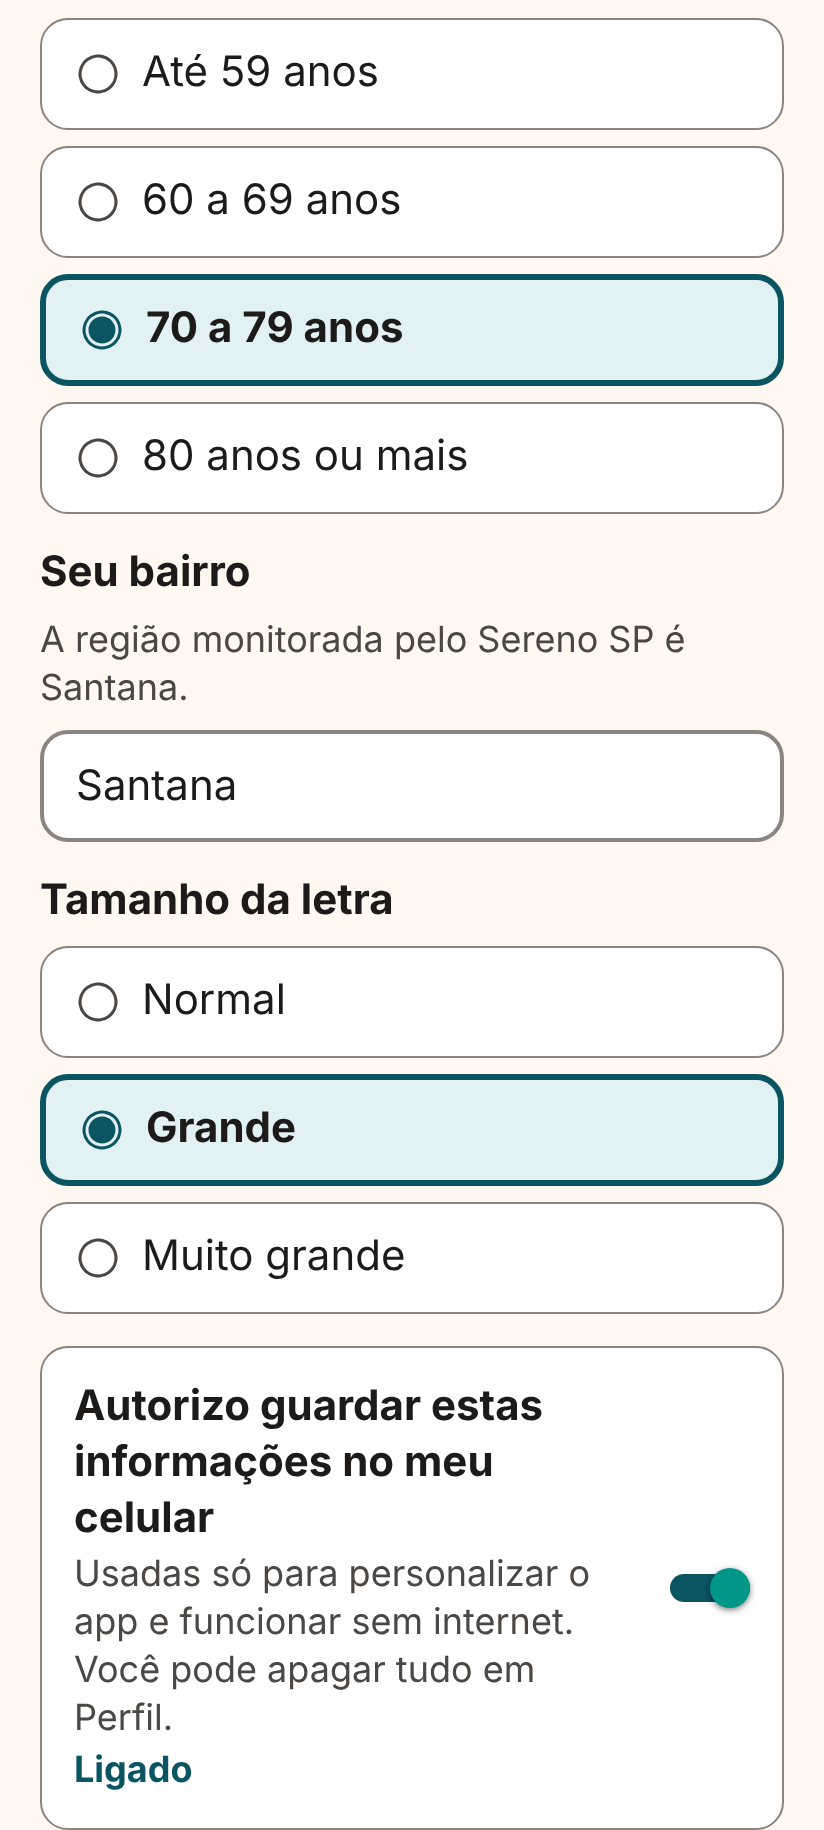 Até 59 anos
60 a 69 anos
70 a 79 anos
80 anos ou mais
Seu bairro
A região monitorada pelo Sereno SP é
Santana.
Santana
Tamanho da letra
Normal
Grande
Muito grande
Autorizo guardar estas
informações no meu
celular
Usadas só para personalizar o
app e funcionar sem internet.
Você pode apagar tudo em
Perfil.
Ligado